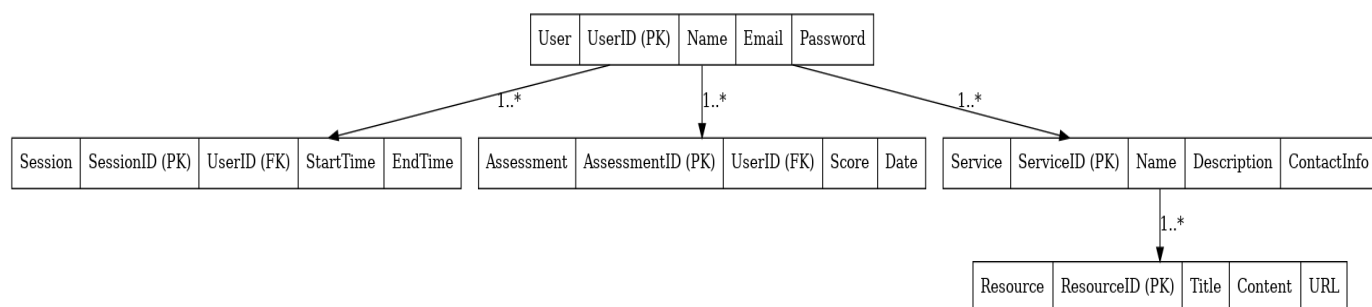 User UserID (PK) Name Email Password
1..* 1..* 1..*
Session SessionID (PK) UserID (FK) StartTime EndTime
Assessment AssessmentID (PK) UserID (FK) Score Date
Service ServiceID (PK) Name Description ContactInfo
1..*
Resource ResourceID (PK) Title Content URL